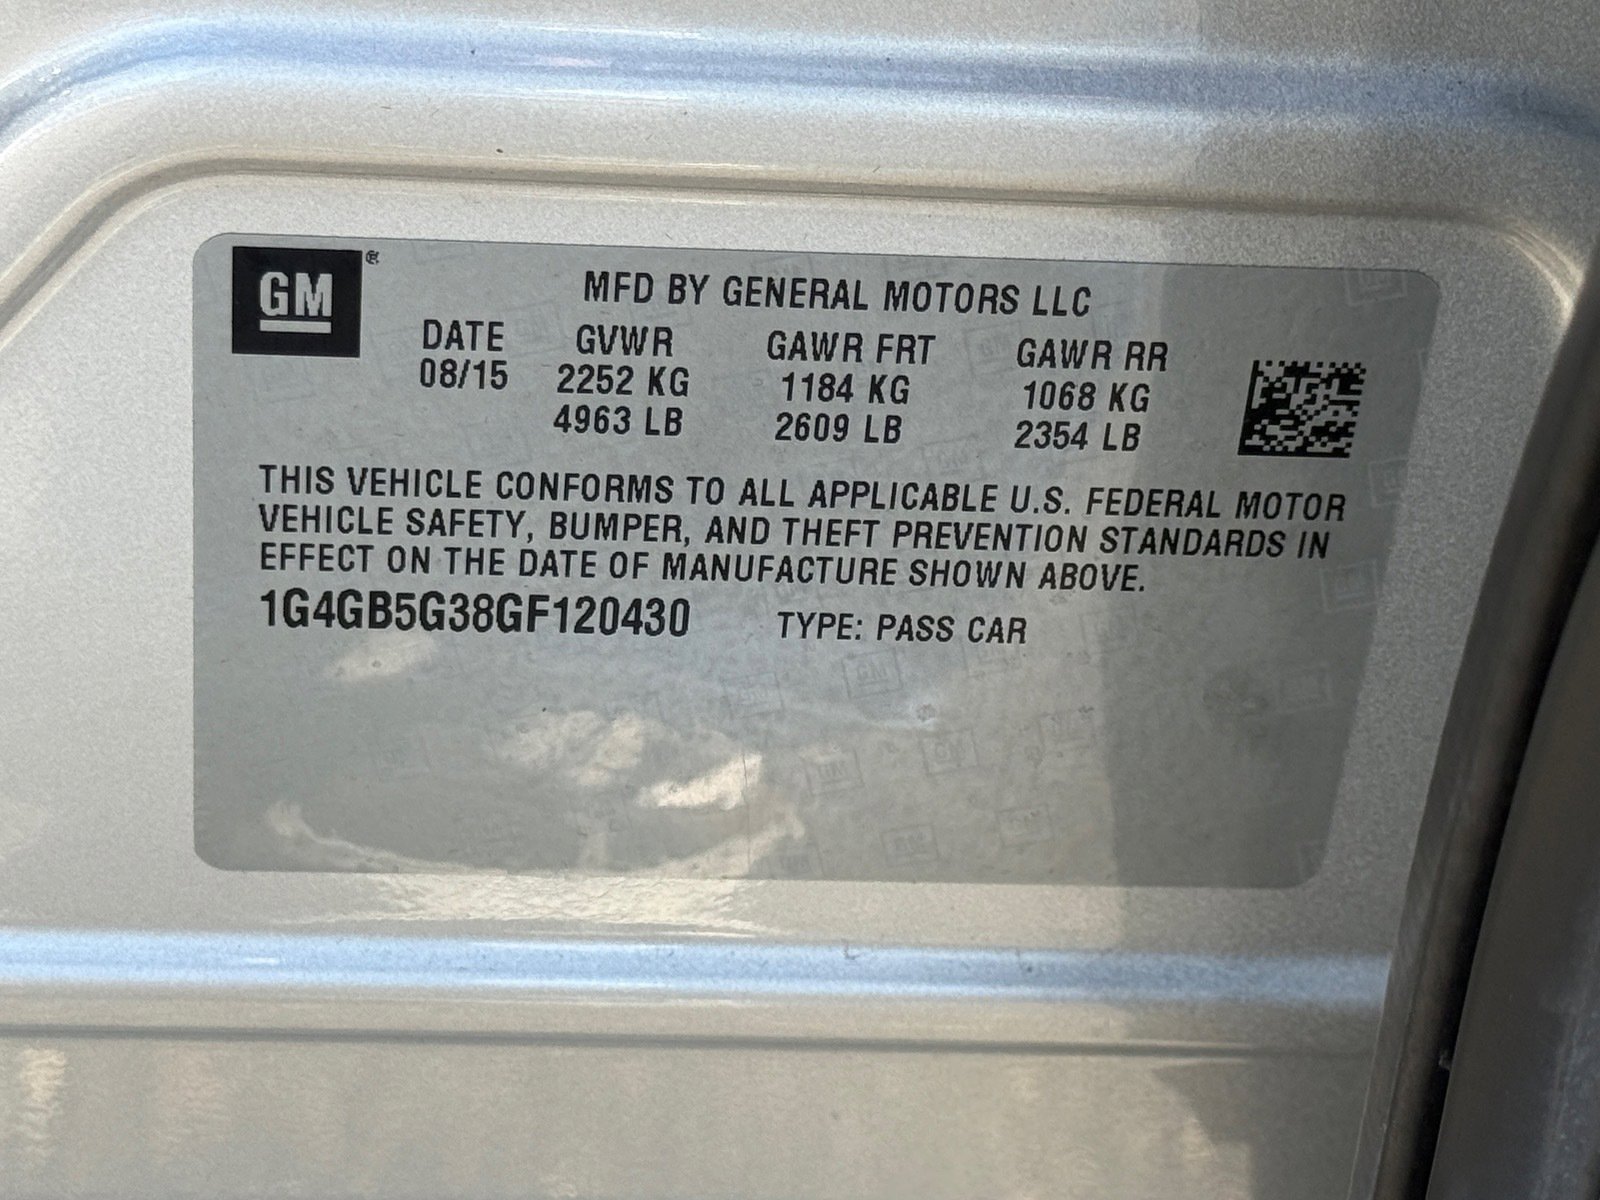 GM®
MFD BY GENERAL MOTORS LLC
DATE GVWR GAWR FRT GAWR RR
08/15 2252 KG 1184 KG 1068 KG
4963 LB 2609 LB 2354 LB
THIS VEHICLE CONFORMS TO ALL APPLICABLE U.S. FEDERAL MOTOR
VEHICLE SAFETY, BUMPER, AND THEFT PREVENTION STANDARDS IN
EFFECT ON THE DATE OF MANUFACTURE SHOWN ABOVE.
1G4GB5G38GF120430 TYPE: PASS CAR